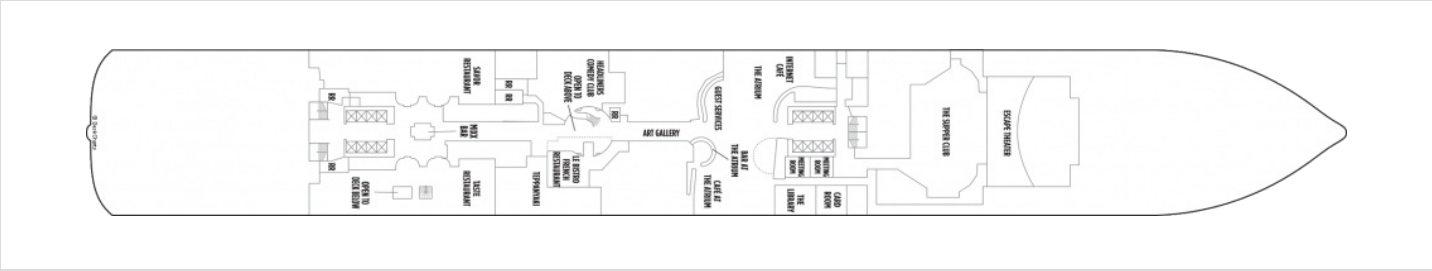 RR
RR
SAVOR
RESTAURANT
MIXX
BAR
OPEN TO
DECK BELOW
TASTE
RESTAURANT
RR
RR
TEPPANYAKI
HEADLINERS
COMEDY CLUB
OPEN TO
DECK ABOVE
LE BISTRO
FRENCH
RESTAURANT
RR
ART GALLERY
GUEST SERVICES
BAR AT
THE ATRIUM
CAFÉ AT
THE ATRIUM
INTERNET
CAFE
THE ATRIUM
MEETING
ROOM
MEETING
ROOM
THE
LIBRARY
CARD
ROOM
THE SUPPER CLUB
ESCAPE THEATER